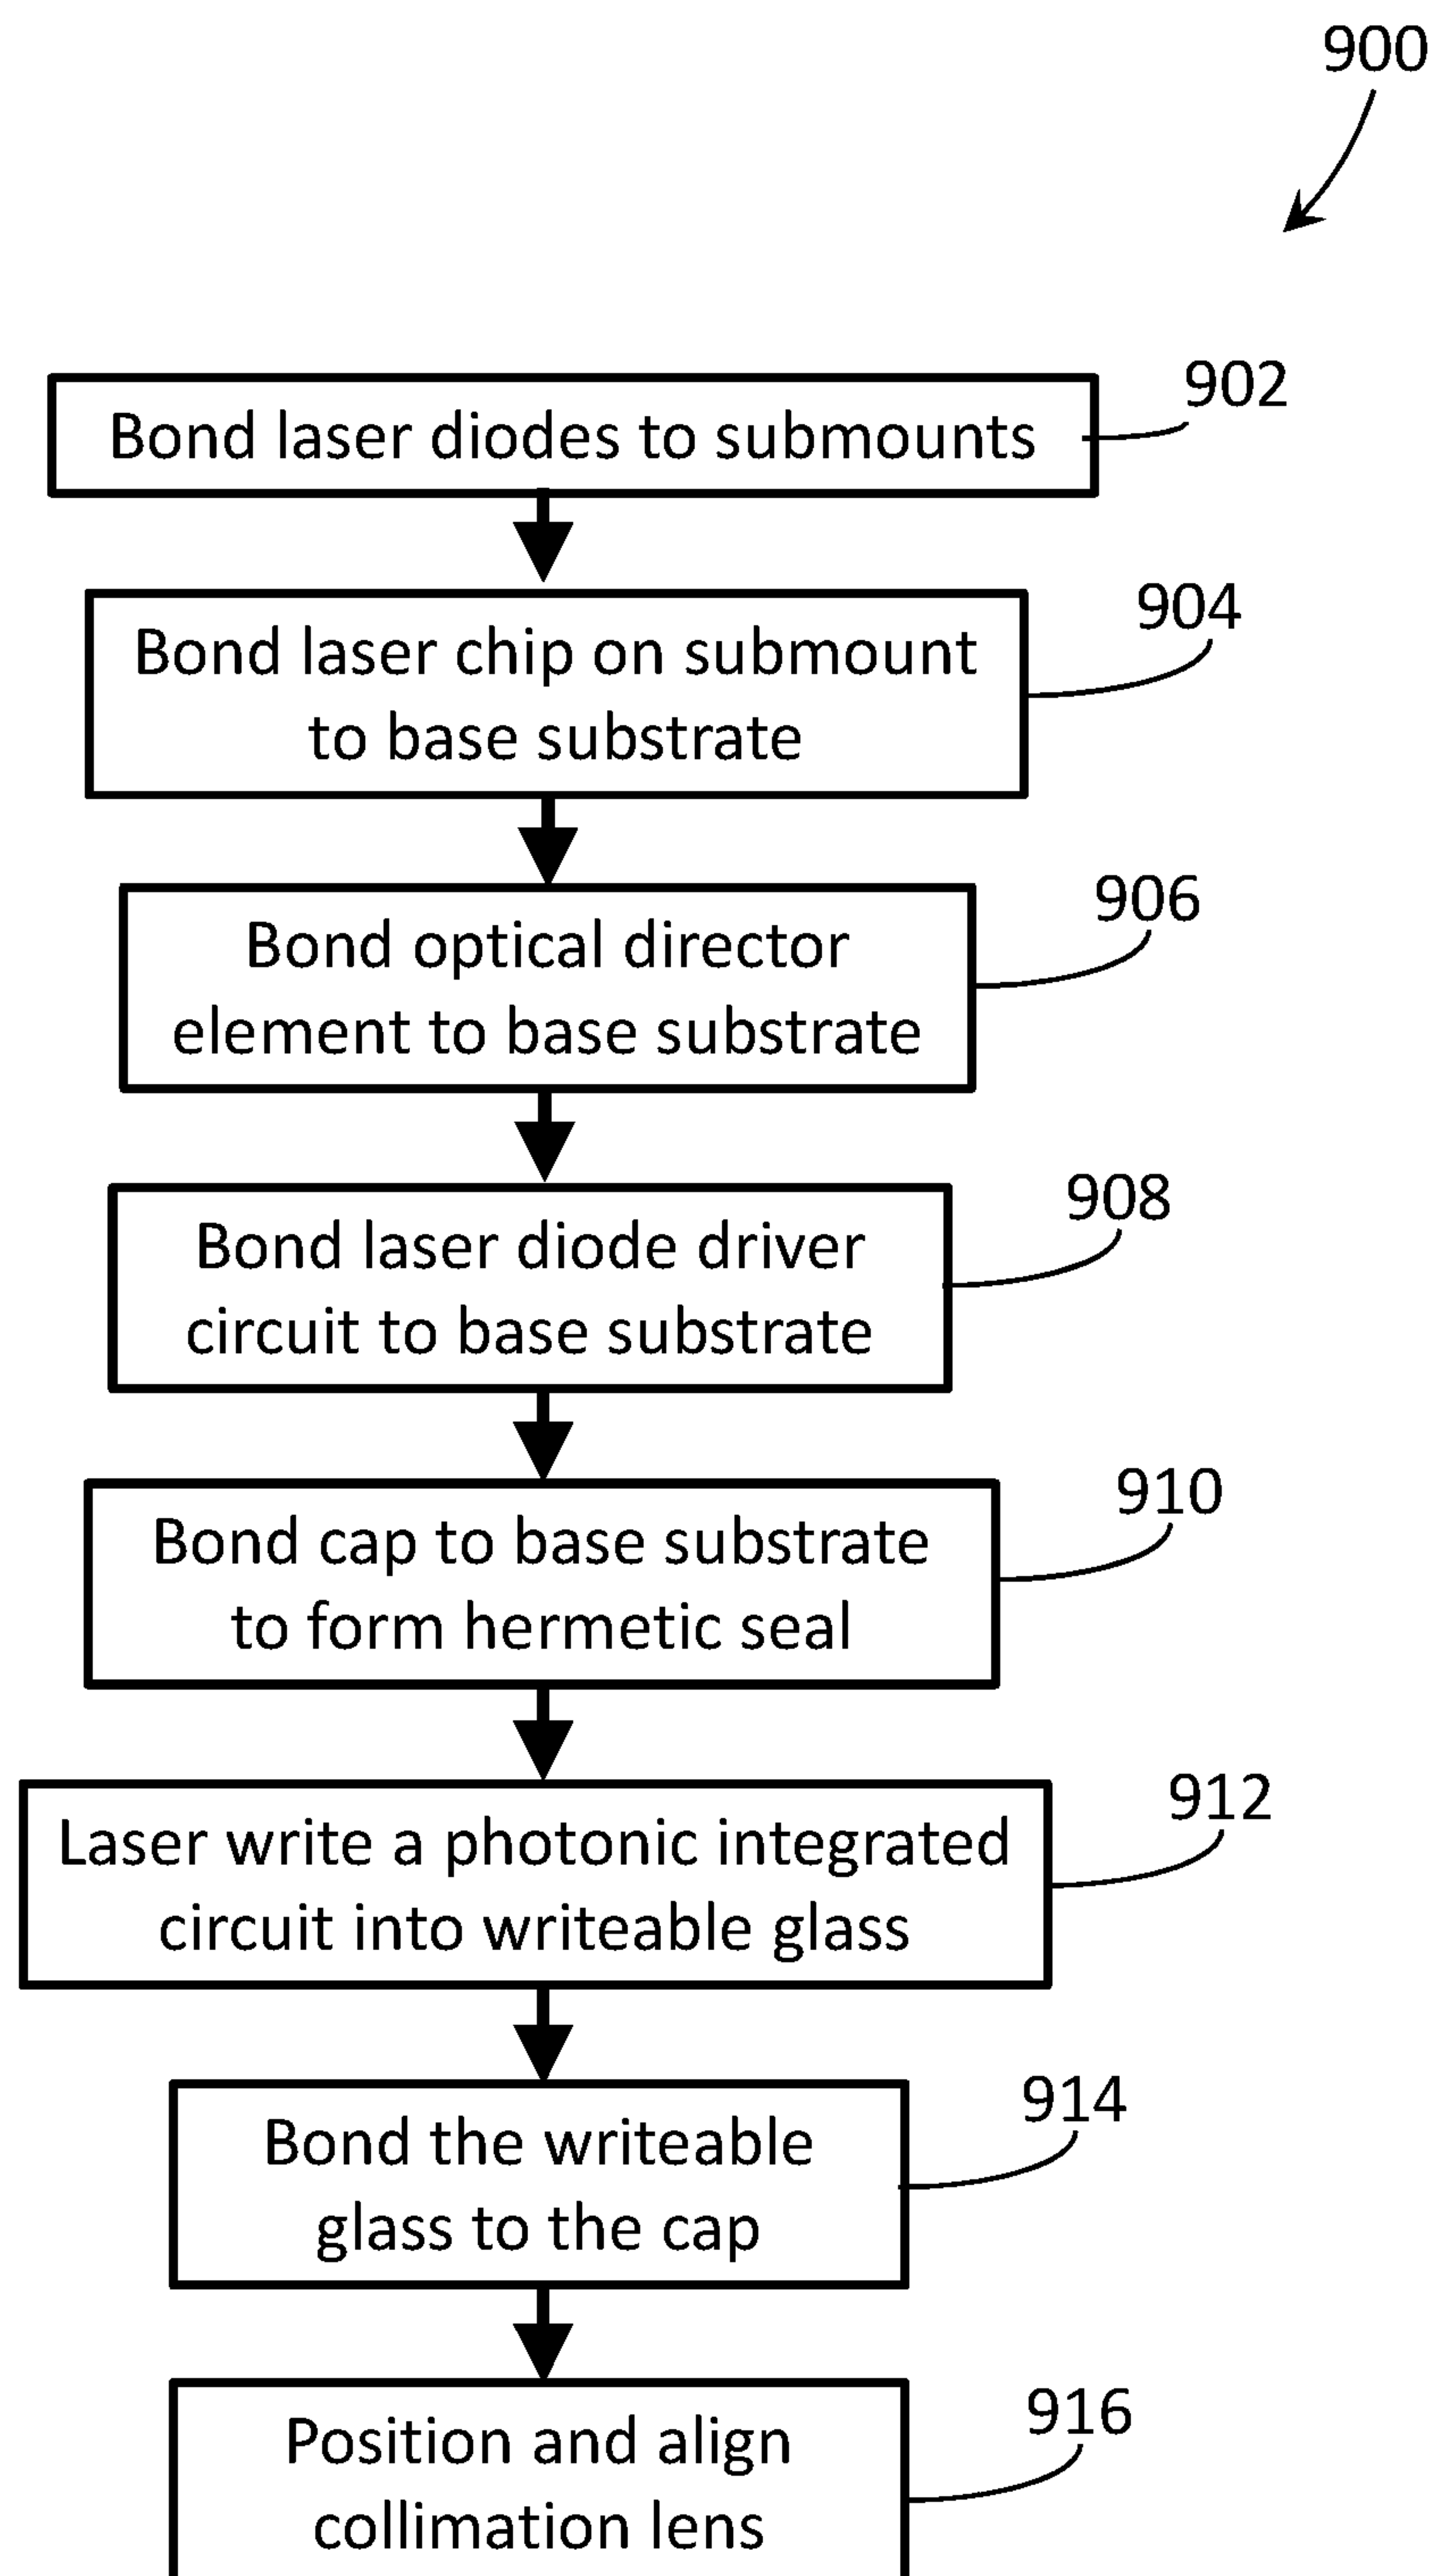 900
902
Bond laser diodes to submounts
904
Bond laser chip on submount
to base substrate
906
Bond optical director
element to base substrate
908
Bond laser diode driver
circuit to base substrate
910
Bond cap to base substrate
to form hermetic seal
912
Laser write a photonic integrated
circuit into writeable glass
914
Bond the writeable
glass to the cap
916
Position and align
collimation lens